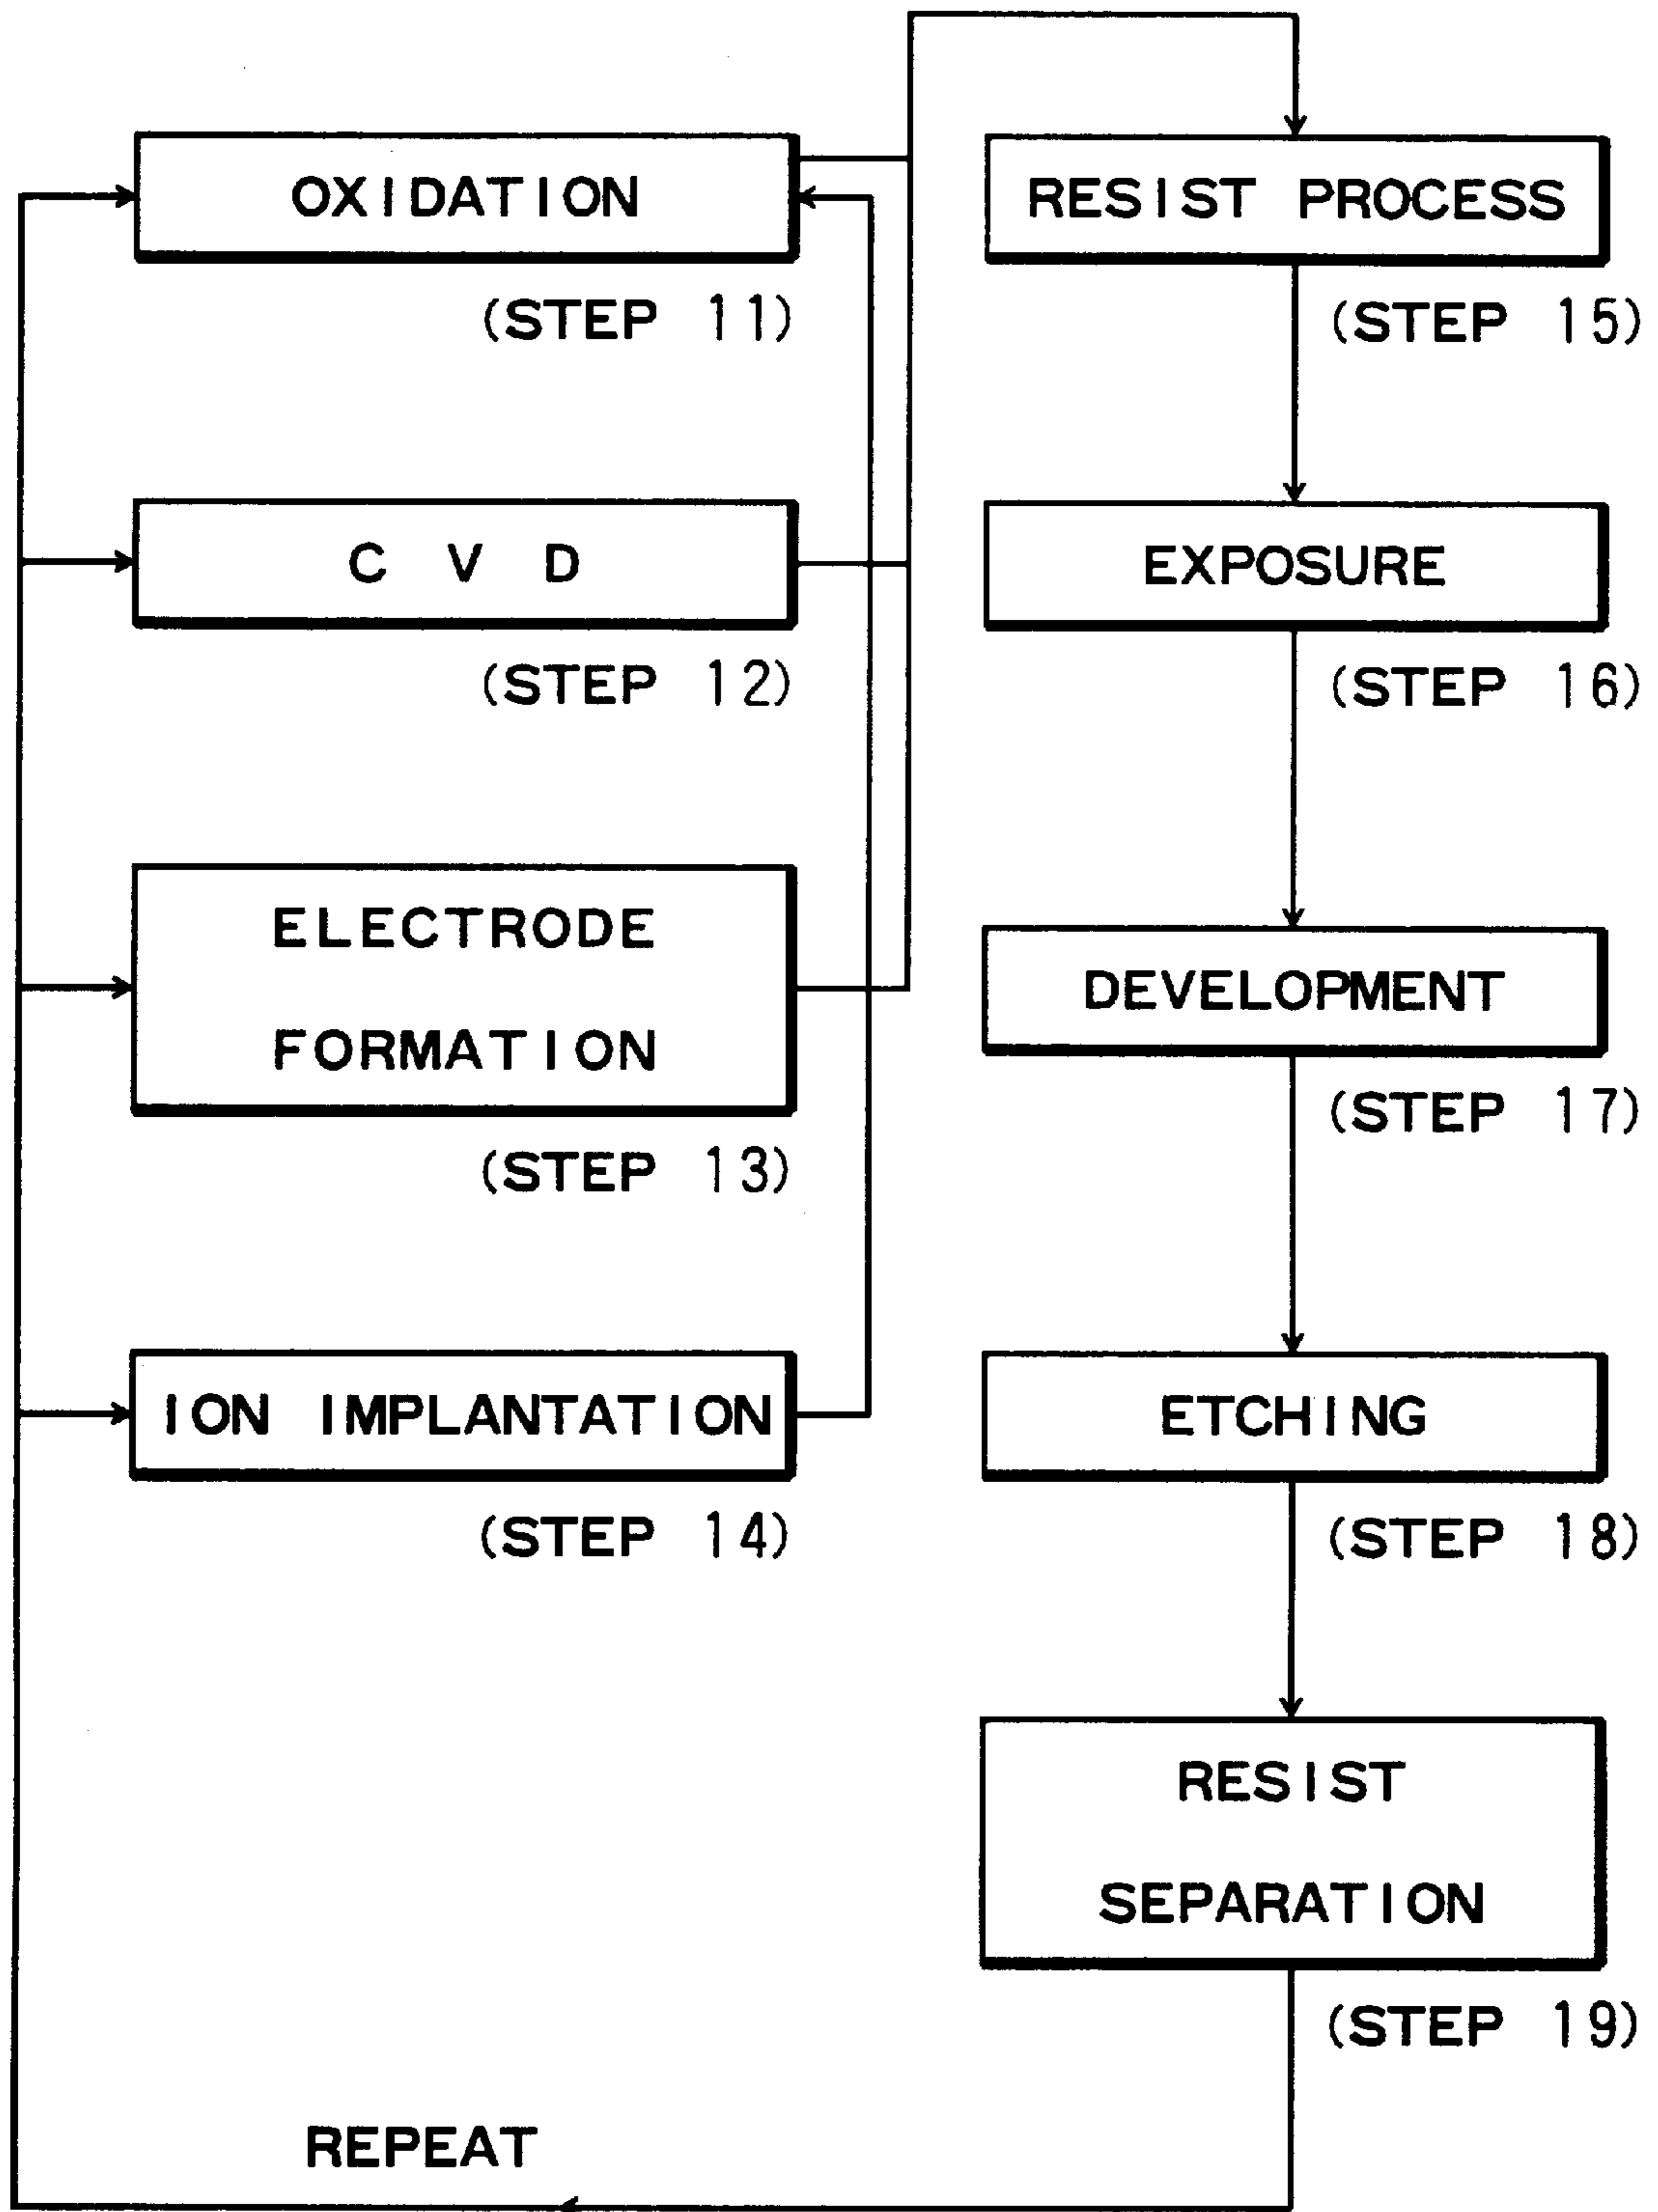 OXIDATION
(STEP 11)
C V D
(STEP 12)
ELECTRODE
FORMATION
(STEP 13)
ION IMPLANTATION
(STEP 14)
RESIST PROCESS
(STEP 15)
EXPOSURE
(STEP 16)
DEVELOPMENT
(STEP 17)
ETCHING
(STEP 18)
RESIST
SEPARATION
(STEP 19)
REPEAT